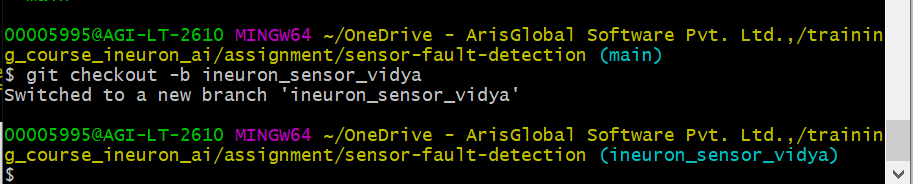 00005995@AGI-LT-2610 MINGW64 ~/OneDrive - ArisGlobal Software Pvt. Ltd.,/trainin
g_course_ineuron_ai/assignment/sensor-fault-detection (main)
$ git checkout -b ineuron_sensor_vidya
Switched to a new branch 'ineuron_sensor_vidya'
00005995@AGI-LT-2610 MINGW64 ~/OneDrive - ArisGlobal Software Pvt. Ltd.,/trainin
g_course_ineuron_ai/assignment/sensor-fault-detection (ineuron_sensor_vidya)
$